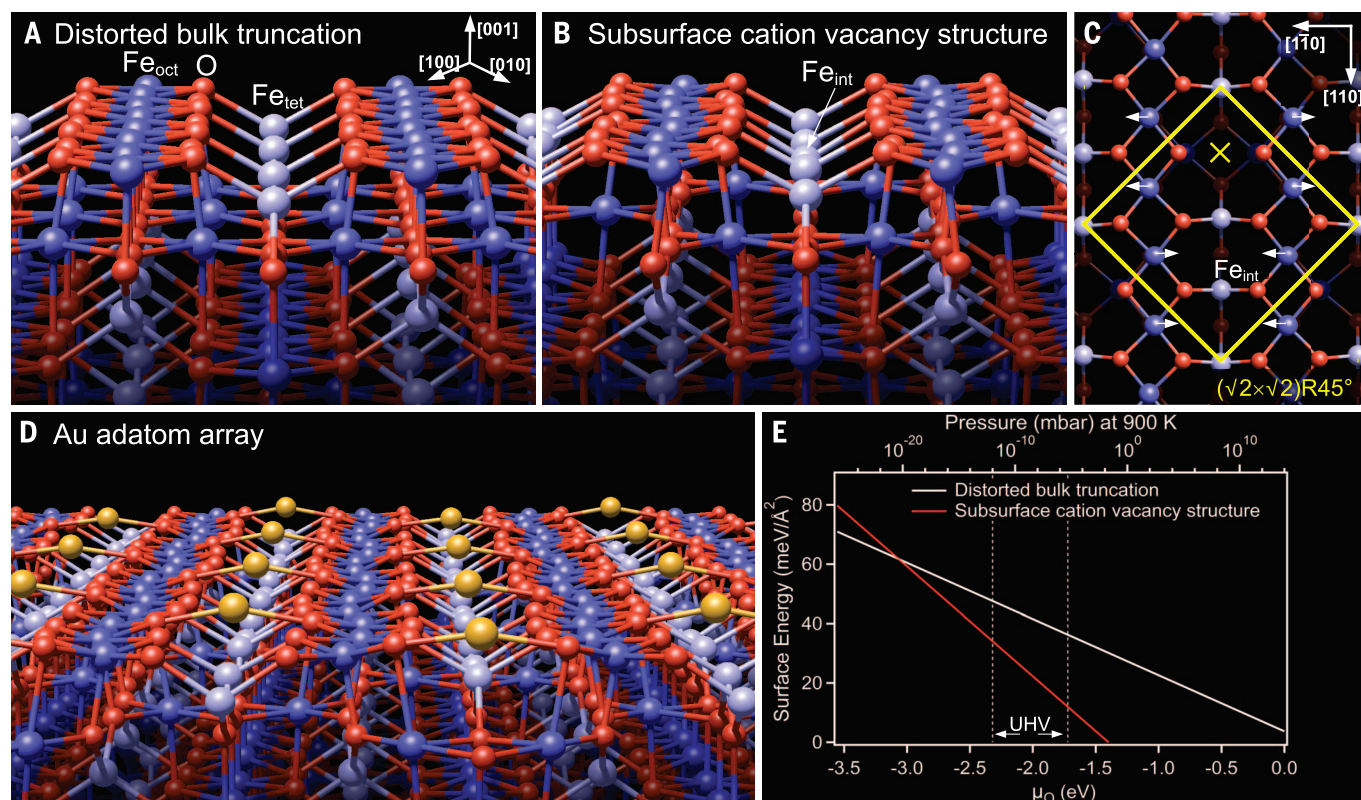 A Distorted bulk truncation
[001]
[100]
[010]
Fe_oct
O
Fe_tet
B Subsurface cation vacancy structure
Fe_int
C
[1-10]
[110]
Fe_int
(√2×√2)R45°
D Au adatom array
E
Pressure (mbar) at 900 K
10^-20
10^-10
10^0
10^10
Surface Energy (meV/Å^2)
80
60
40
20
0
Distorted bulk truncation
Subsurface cation vacancy structure
UHV
-3.5
-3.0
-2.5
-2.0
-1.5
-1.0
-0.5
0.0
μ_O (eV)